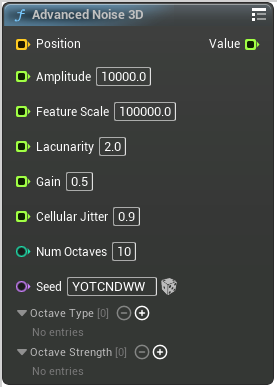 Advanced Noise 3D
Position Value
Amplitude 10000.0
Feature Scale 100000.0
Lacunarity 2.0
Gain 0.5
Cellular Jitter 0.9
Num Octaves 10
Seed YOTCNDWW
Octave Type [0]
No entries
Octave Strength [0]
No entries